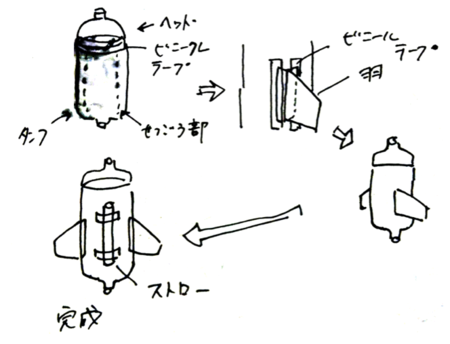 ヘッド
ビニール
テープ
タンク
せつごう部
ビニール
テープ
羽
ストロー
完成